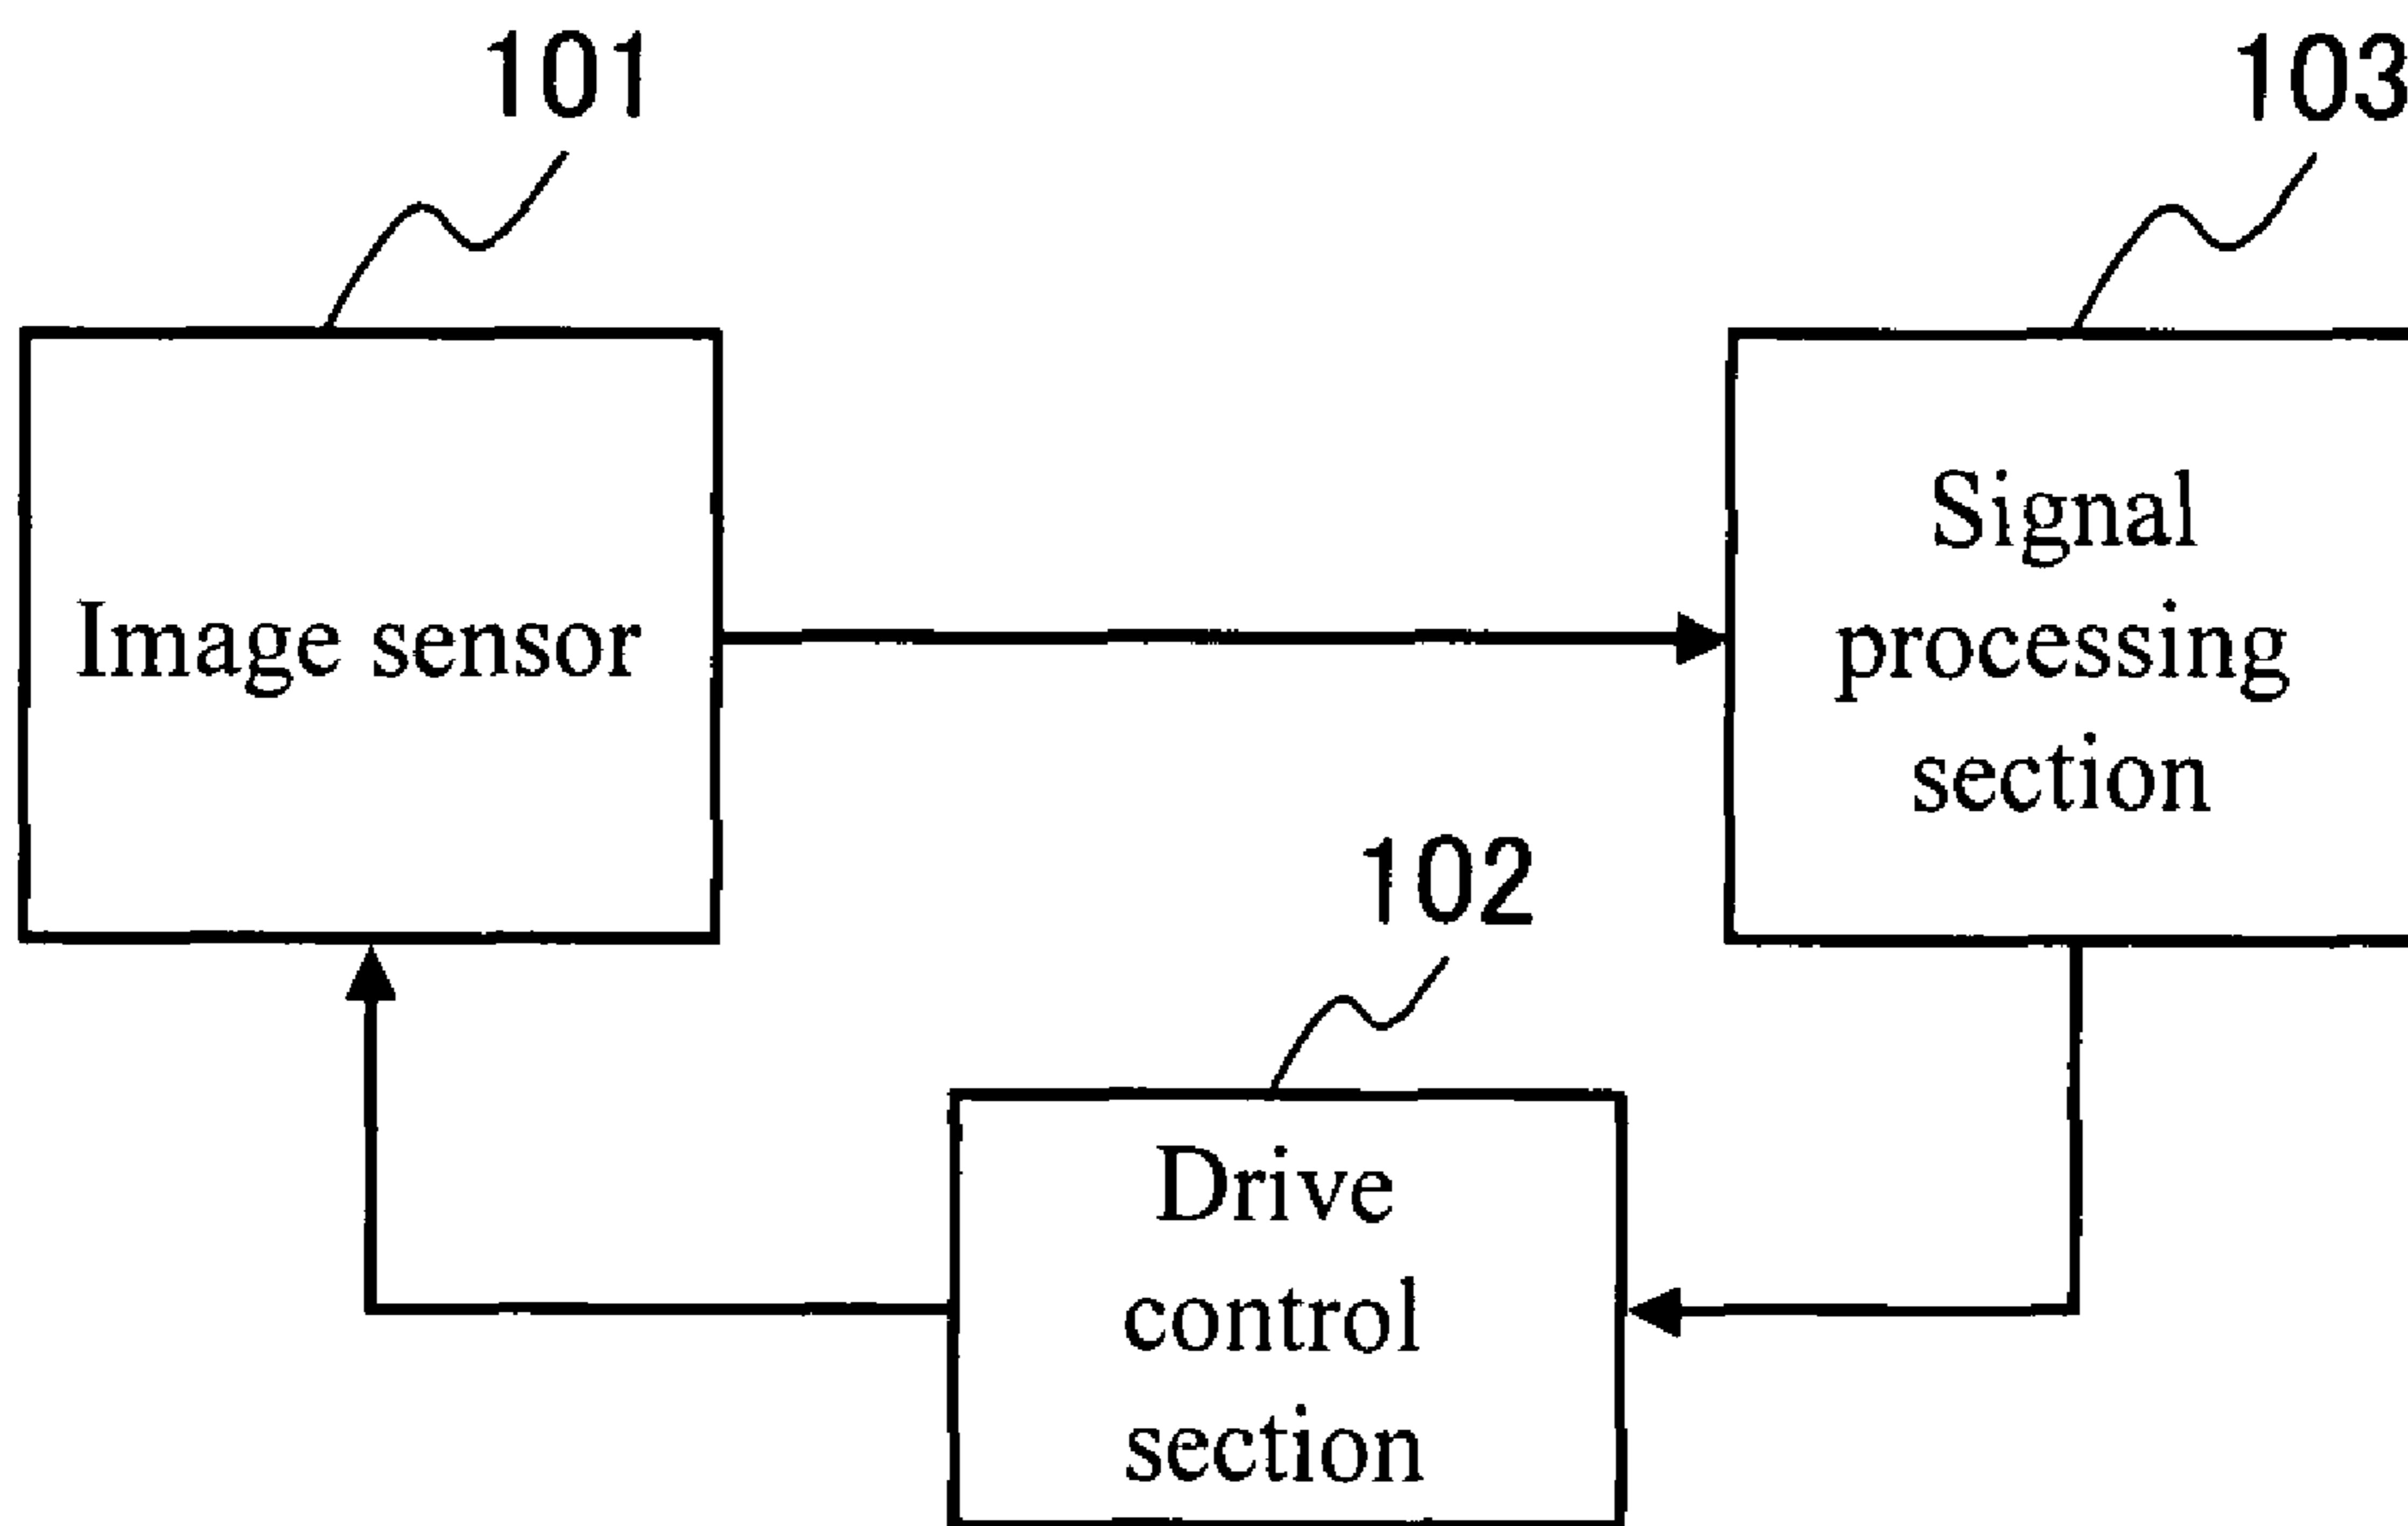 101
103
Image sensor
Signal
processing
section
102
Drive
control
section